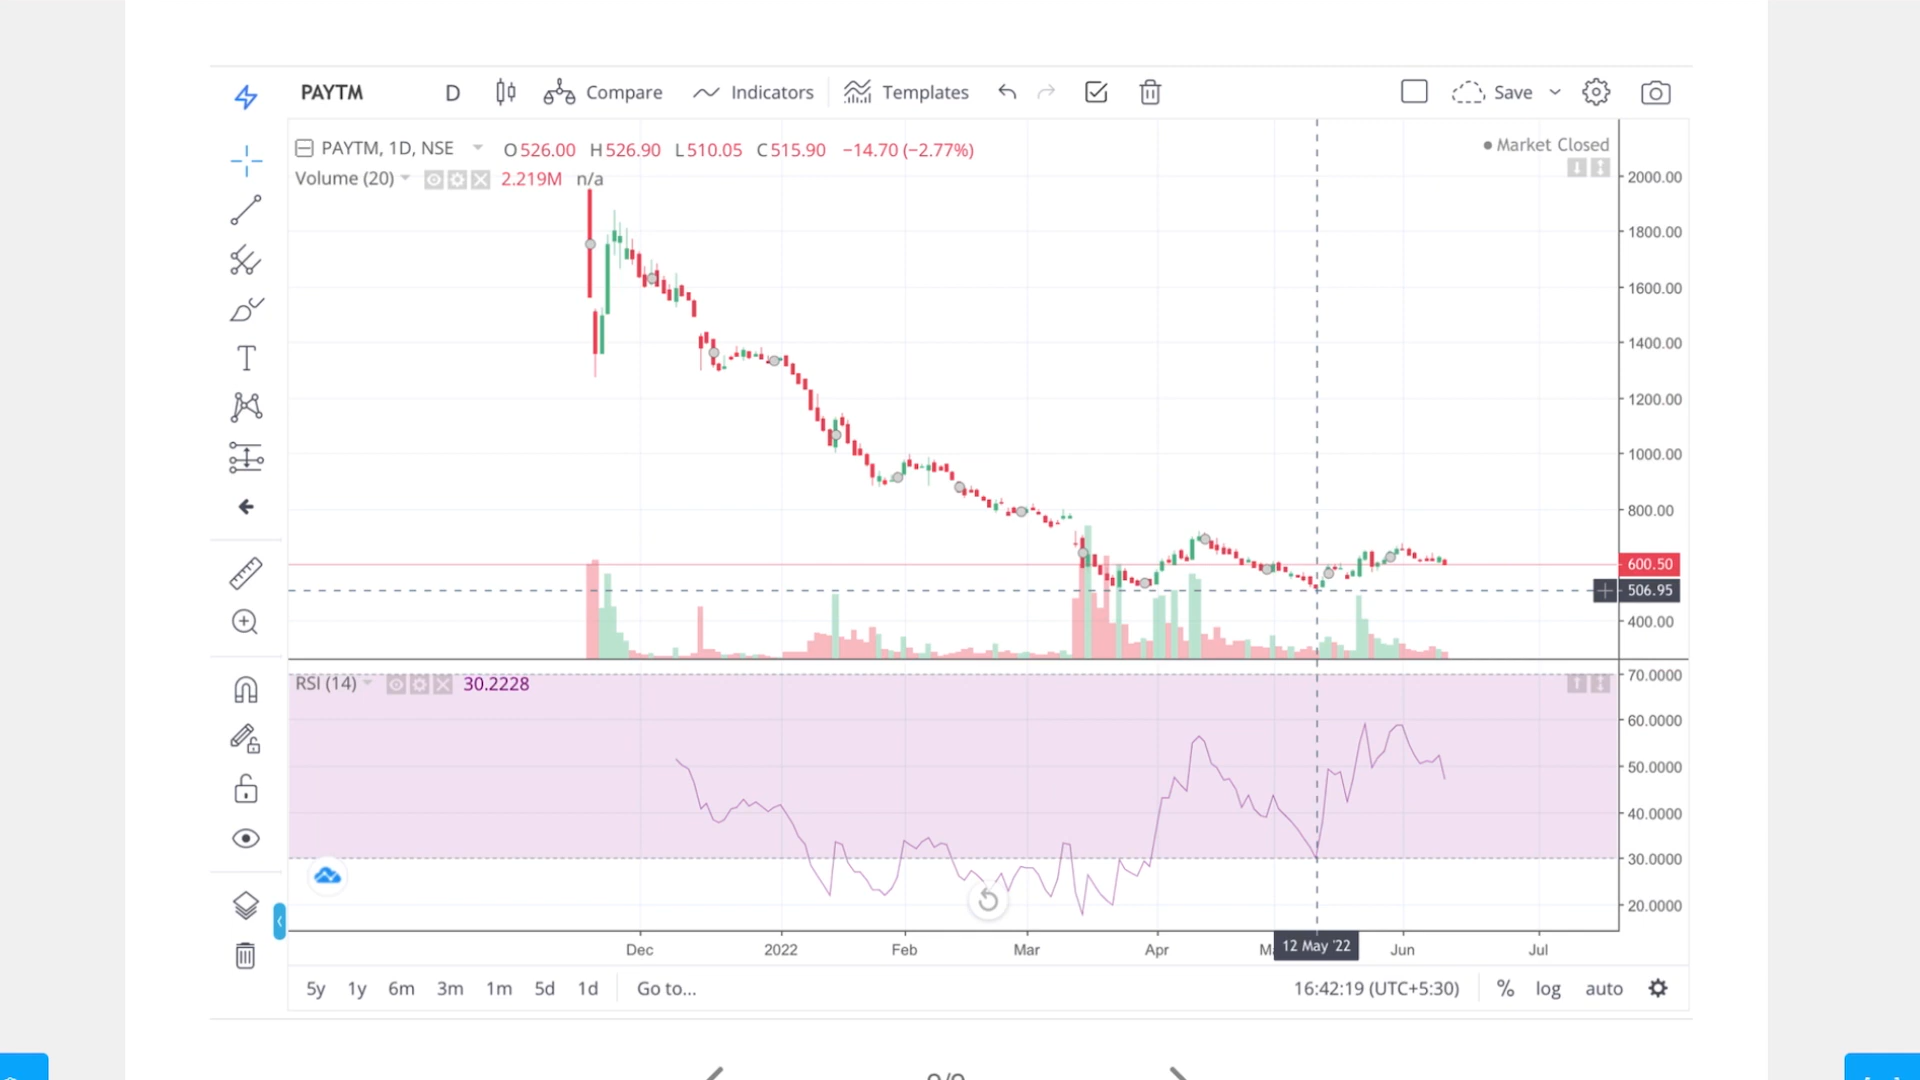 PAYTM D Compare Indicators Templates Save
PAYTM, 1D, NSE O526.00 H526.90 L510.05 C515.90 −14.70 (−2.77%)
Market Closed
Volume (20) 2.219M n/a
2000.00
1800.00
1600.00
1400.00
1200.00
1000.00
800.00
600.50
506.95
400.00
RSI (14) 30.2228
70.0000
60.0000
50.0000
40.0000
30.0000
20.0000
Dec 2022 Feb Mar Apr 12 May '22 Jun Jul
5y 1y 6m 3m 1m 5d 1d Go to... 16:42:19 (UTC+5:30) % log auto